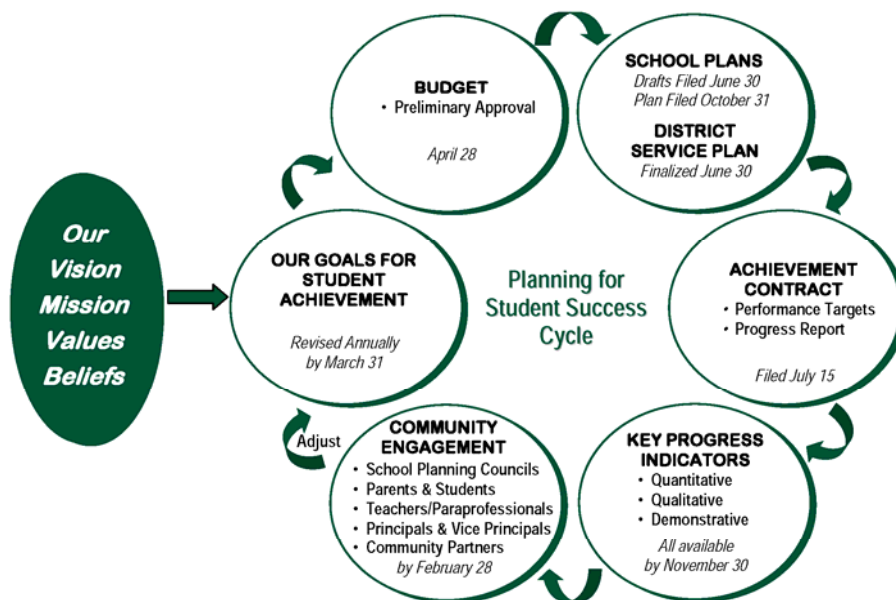 BUDGET
• Preliminary Approval
April 28
SCHOOL PLANS
Drafts Filed June 30
Plan Filed October 31
DISTRICT
SERVICE PLAN
Finalized June 30
Our
Vision
Mission
Values
Beliefs
OUR GOALS FOR
STUDENT
ACHIEVEMENT
Revised Annually
by March 31
Planning for
Student Success
Cycle
ACHIEVEMENT
CONTRACT
• Performance Targets
• Progress Report
Filed July 15
Adjust
COMMUNITY
ENGAGEMENT
• School Planning Councils
• Parents & Students
• Teachers/Paraprofessionals
• Principals & Vice Principals
• Community Partners
by February 28
KEY PROGRESS
INDICATORS
• Quantitative
• Qualitative
• Demonstrative
All available
by November 30